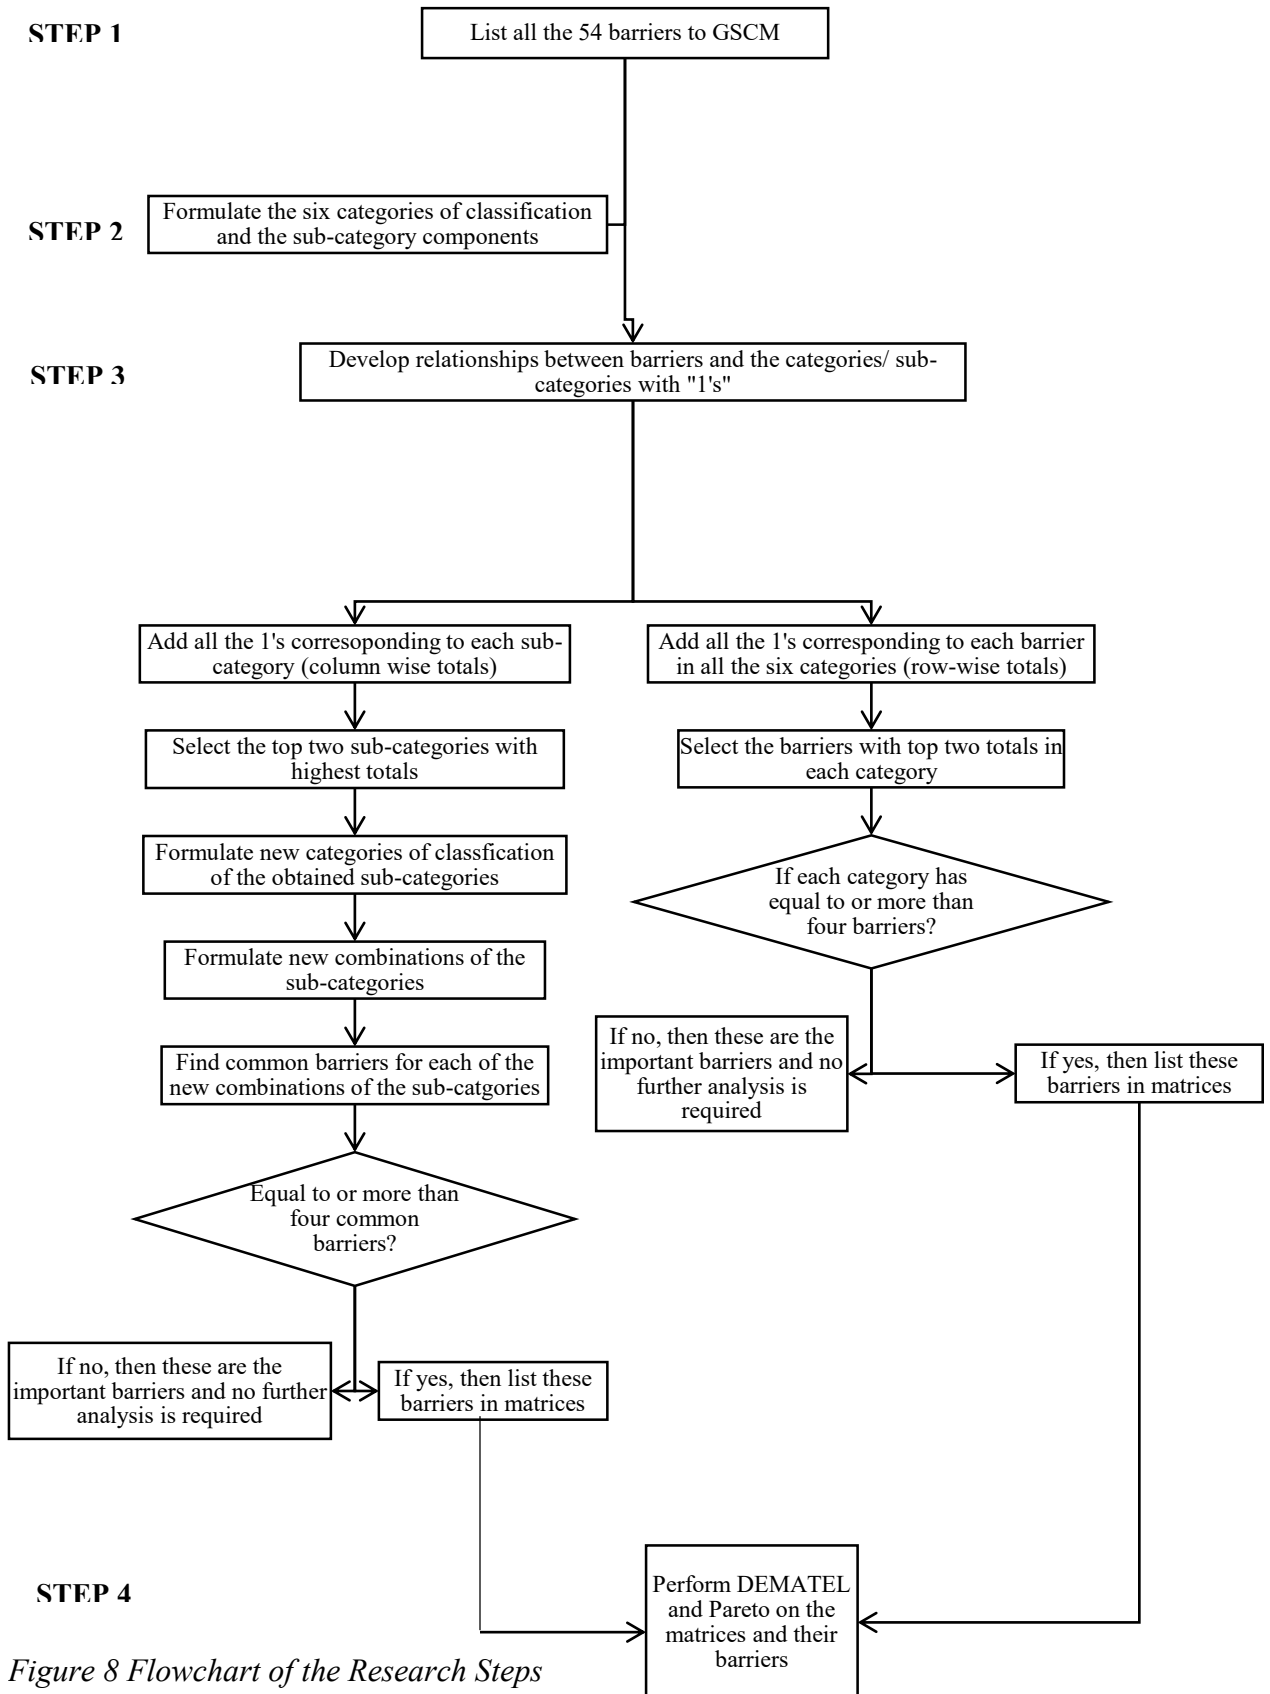 STEP 1
List all the 54 barriers to GSCM
STEP 2
Formulate the six categories of classification
and the sub-category components
STEP 3
Develop relationships between barriers and the categories/ sub-
categories with "1's"
Add all the 1's corresoponding to each sub-
category (column wise totals)
Add all the 1's corresponding to each barrier
in all the six categories (row-wise totals)
Select the top two sub-categories with
highest totals
Select the barriers with top two totals in
each category
Formulate new categories of classfication
of the obtained sub-categories
If each category has
equal to or more than
four barriers?
Formulate new combinations of the
sub-categories
Find common barriers for each of the
new combinations of the sub-catgories
If no, then these are the
important barriers and no
further analysis is
required
If yes, then list these
barriers in matrices
Equal to or more than
four common
barriers?
If no, then these are the
important barriers and no further
analysis is required
If yes, then list these
barriers in matrices
STEP 4
Perform DEMATEL
and Pareto on the
matrices and their
barriers
Figure 8 Flowchart of the Research Steps